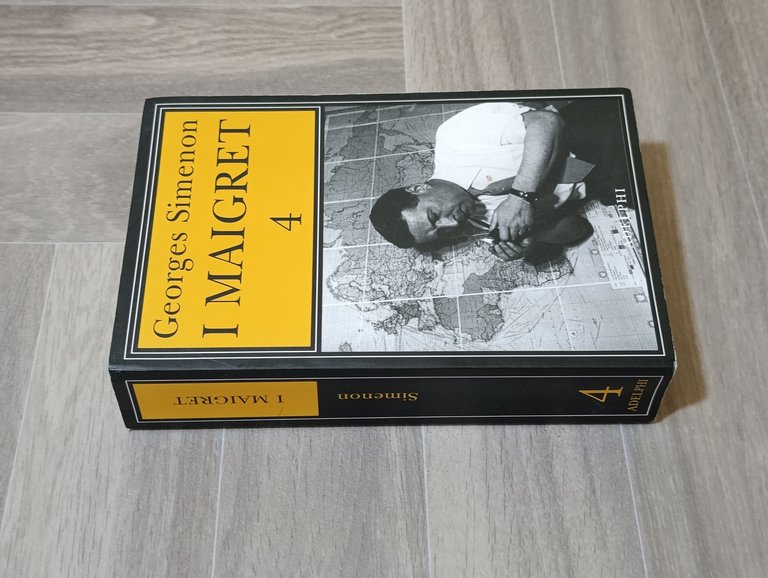 Georges Simenon
I MAIGRET
4
ADELPHI
I MAIGRET
Simenon
4
ADELPHI